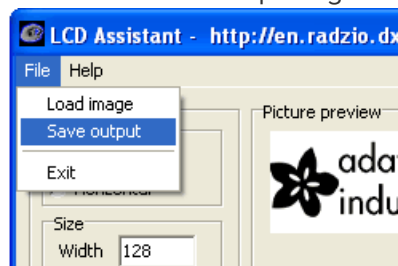 LCD Assistant - http://en.radzio.dx
File Help
Load image
Save output
Exit
Horizontal
Picture preview
ada
indu
Size
Width 128